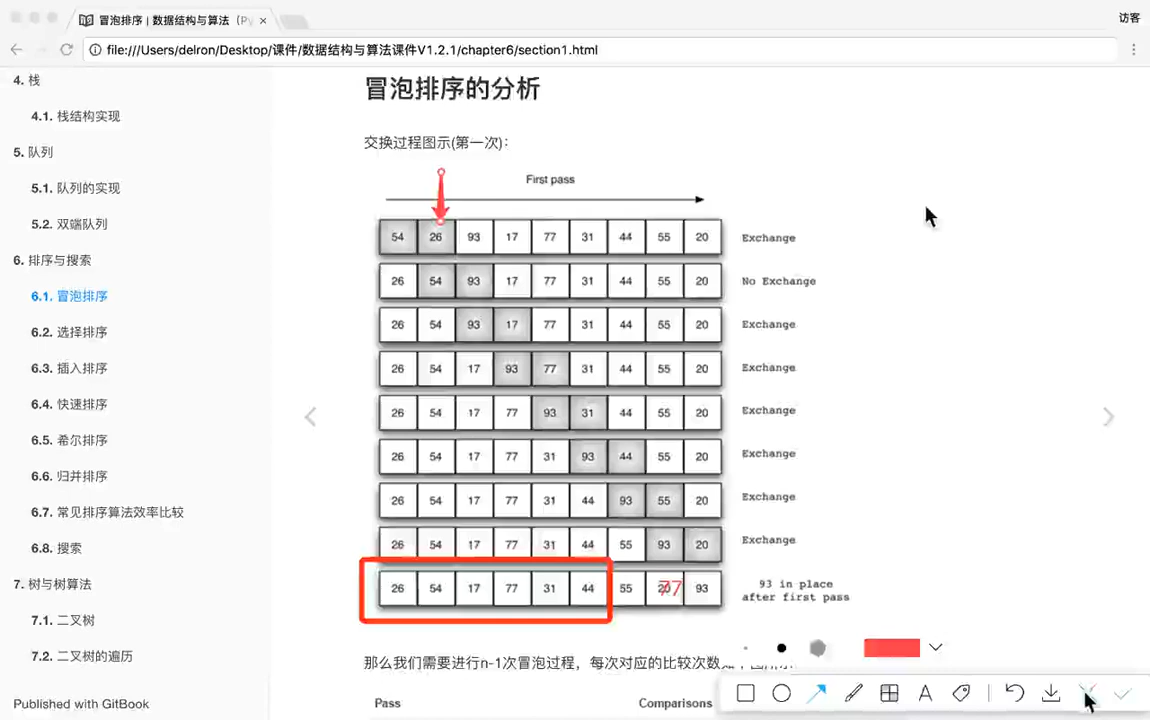 冒泡排序 | 数据结构与算法 (Py
访客
file:///Users/delron/Desktop/课件/数据结构与算法课件V1.2.1/chapter6/section1.html
4. 栈
4.1. 栈结构实现
5. 队列
5.1. 队列的实现
5.2. 双端队列
6. 排序与搜索
6.1. 冒泡排序
6.2. 选择排序
6.3. 插入排序
6.4. 快速排序
6.5. 希尔排序
6.6. 归并排序
6.7. 常见排序算法效率比较
6.8. 搜索
7. 树与树算法
7.1. 二叉树
7.2. 二叉树的遍历
Published with GitBook
冒泡排序的分析
交换过程图示(第一次):
First pass
54 26 93 17 77 31 44 55 20 Exchange
26 54 93 17 77 31 44 55 20 No Exchange
26 54 93 17 77 31 44 55 20 Exchange
26 54 17 93 77 31 44 55 20 Exchange
26 54 17 77 93 31 44 55 20 Exchange
26 54 17 77 31 93 44 55 20 Exchange
26 54 17 77 31 44 93 55 20 Exchange
26 54 17 77 31 44 55 93 20 Exchange
26 54 17 77 31 44 55 20 77 93 93 in place
after first pass
那么我们需要进行n-1次冒泡过程，每次对应的比较次数如下图所示:
Pass Comparisons
A